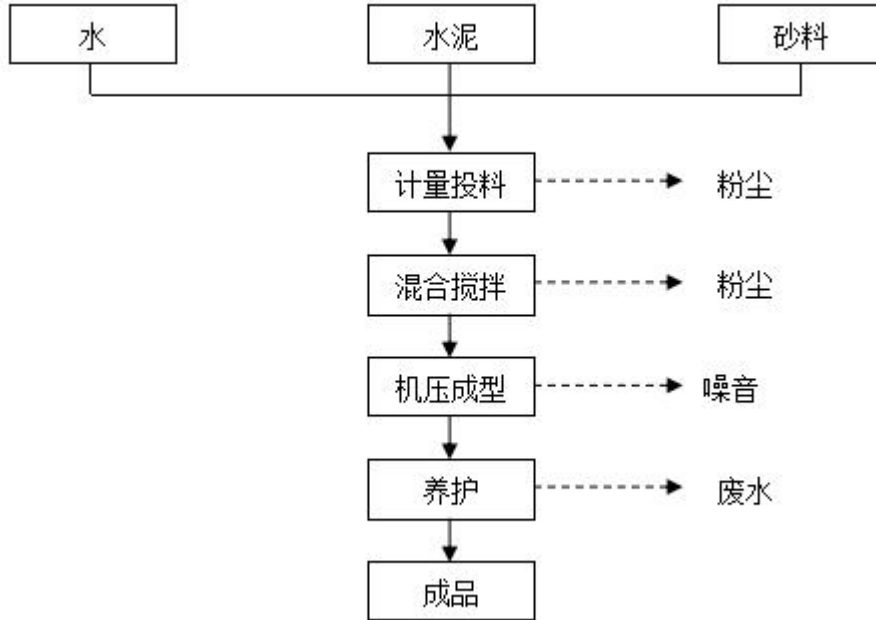 水 水泥 砂料
计量投料 粉尘
混合搅拌 粉尘
机压成型 噪音
养护 废水
成品